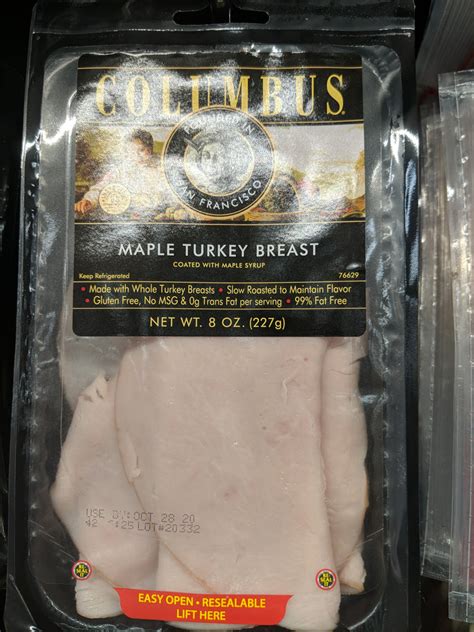 COLUMBUS
SAN FRANCISCO
MAPLE TURKEY BREAST
COATED WITH MAPLE SYRUP
Keep Refrigerated 76629
• Made with Whole Turkey Breasts • Slow Roasted to Maintain Flavor
• Gluten Free, No MSG & 0g Trans Fat per serving • 99% Fat Free
NET WT. 8 OZ. (227g)
USE BY: OCT 28 20
LOT#20332
EASY OPEN • RESEALABLE
LIFT HERE